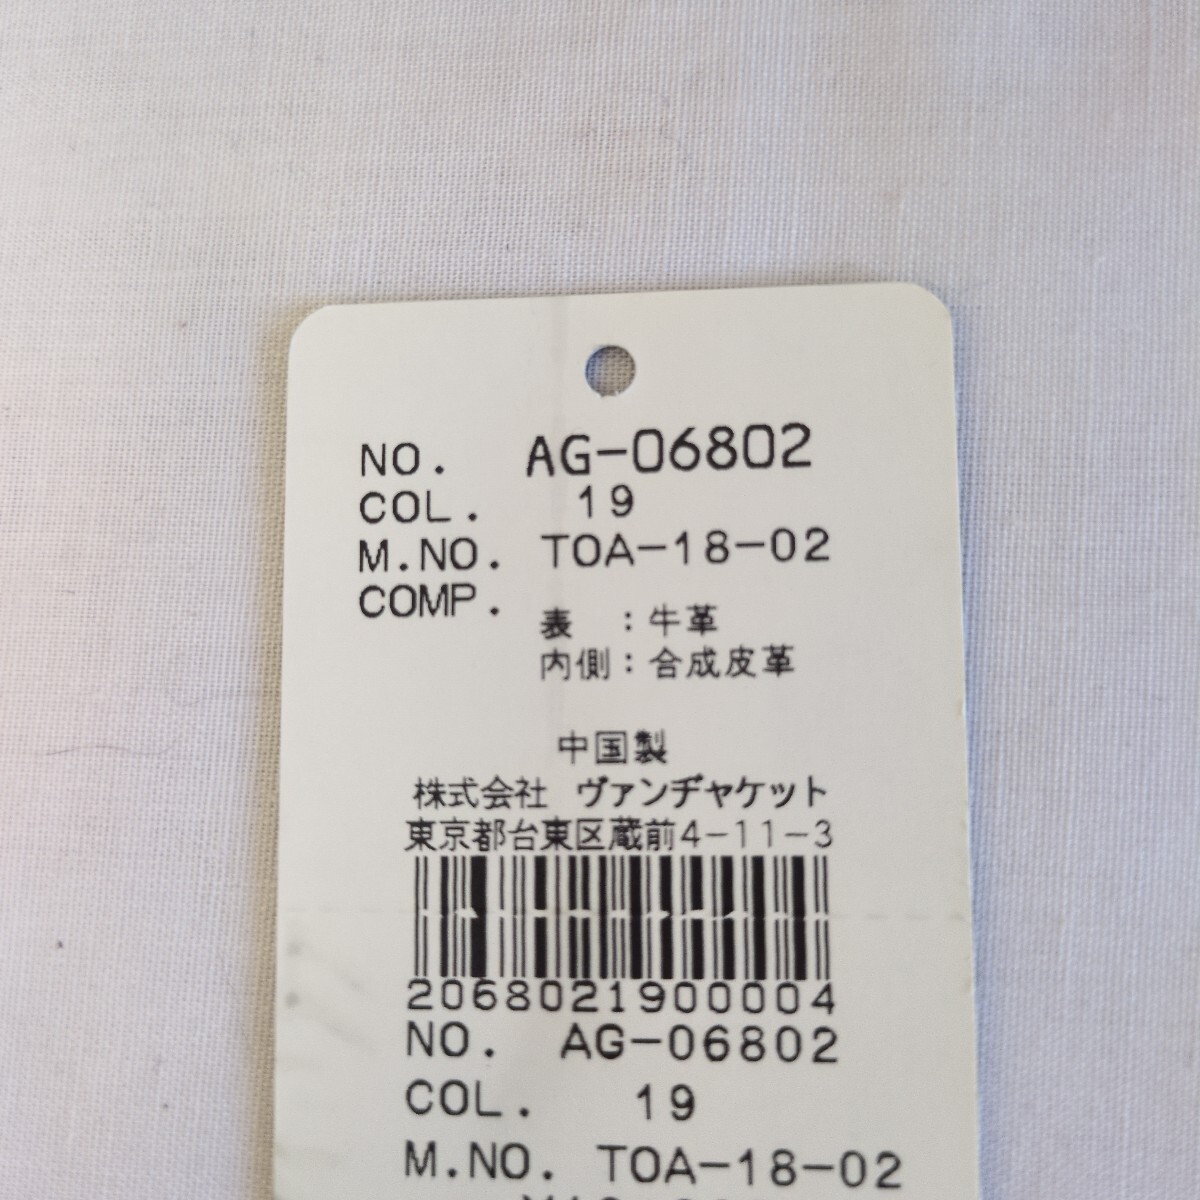 NO. AG-06802
COL. 19
M.NO. TOA-18-02
COMP.
表 :牛革
内側:合成皮革
中国製
株式会社 ヴァンヂャケット
東京都台東区蔵前4-11-3
2068021900004
NO. AG-06802
COL. 19
M.NO. TOA-18-02